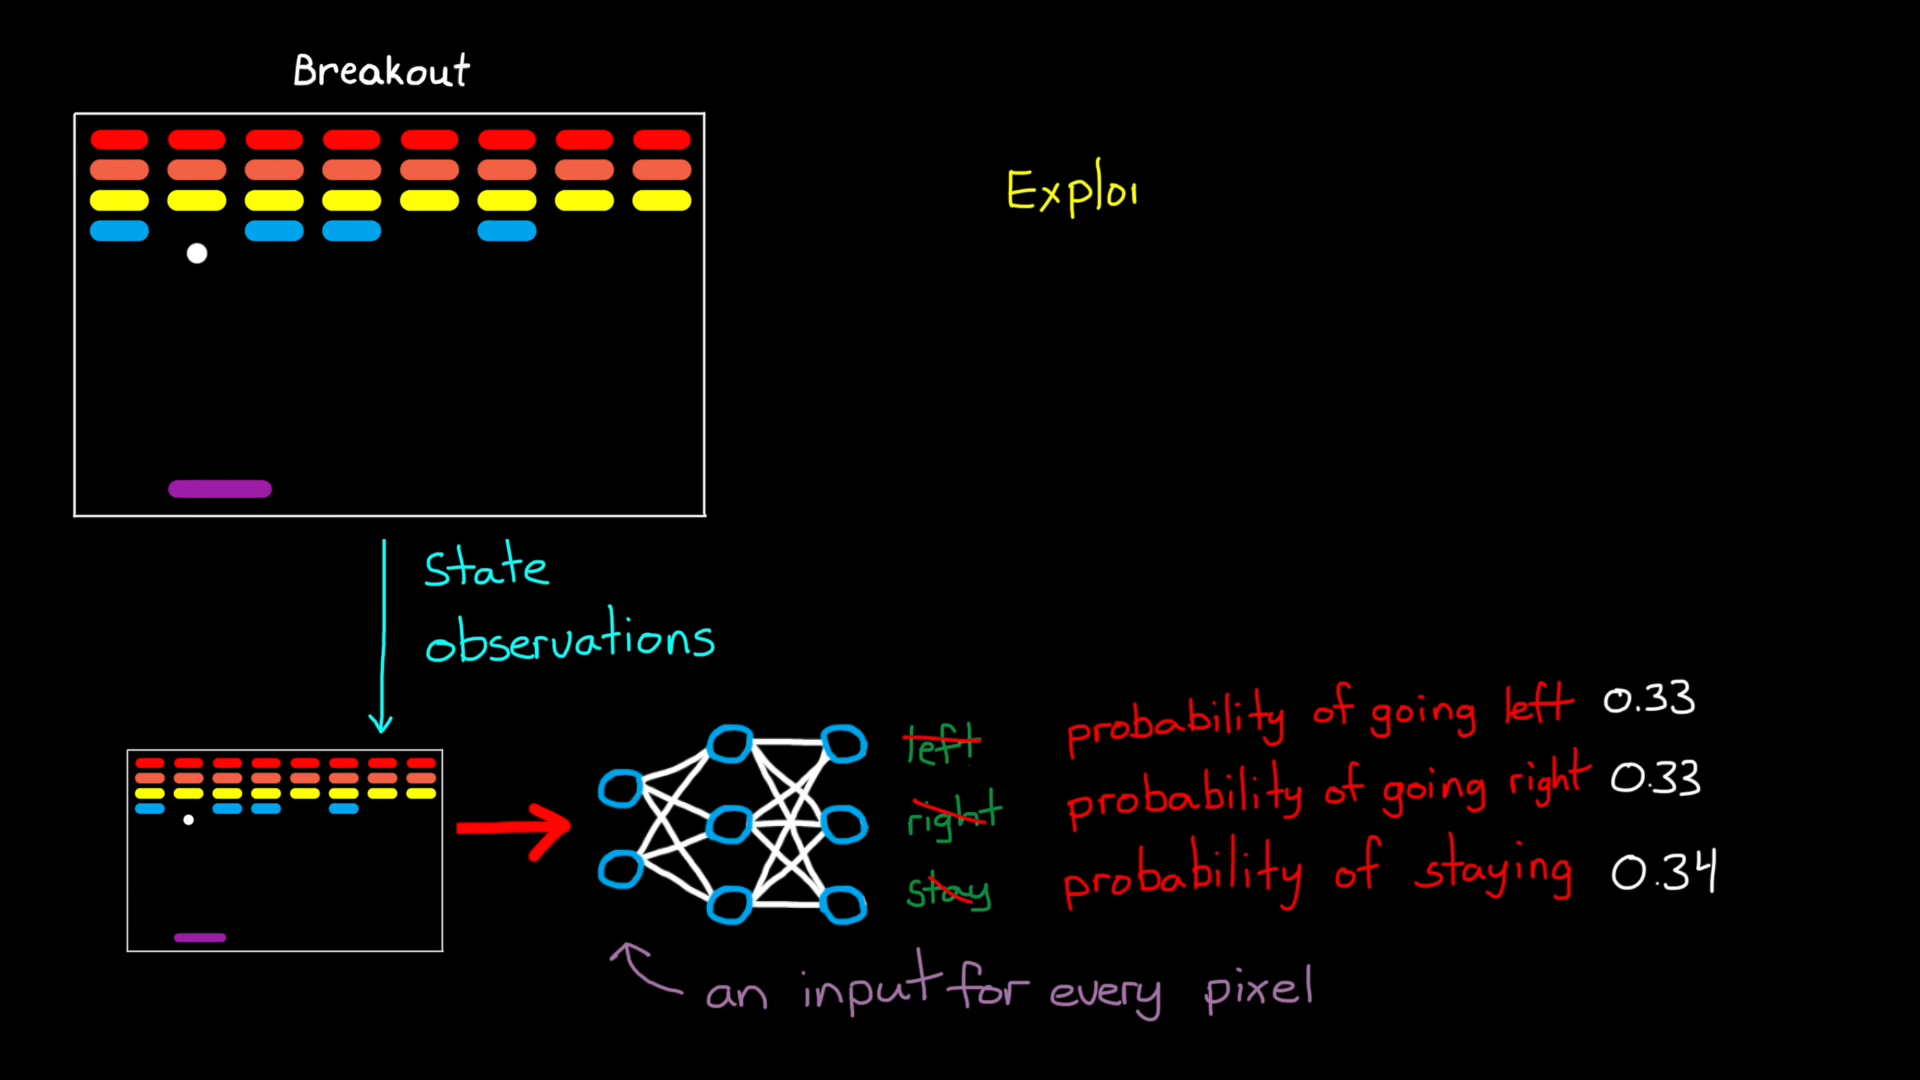 Breakout
Exploi
State
observations
left
right
stay
probability of going left 0.33
probability of going right 0.33
probability of staying 0.34
an input for every pixel